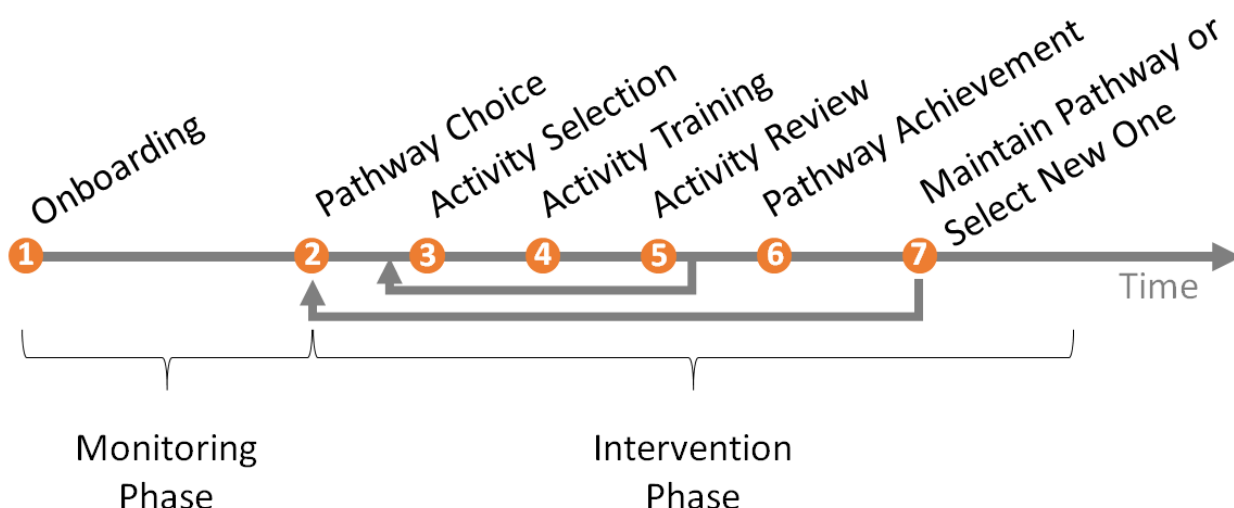 Onboarding
Pathway Choice
Activity Selection
Activity Training
Activity Review
Pathway Achievement
Maintain Pathway or
Select New One
1
2
3
4
5
6
7
Time
Monitoring
Phase
Intervention
Phase